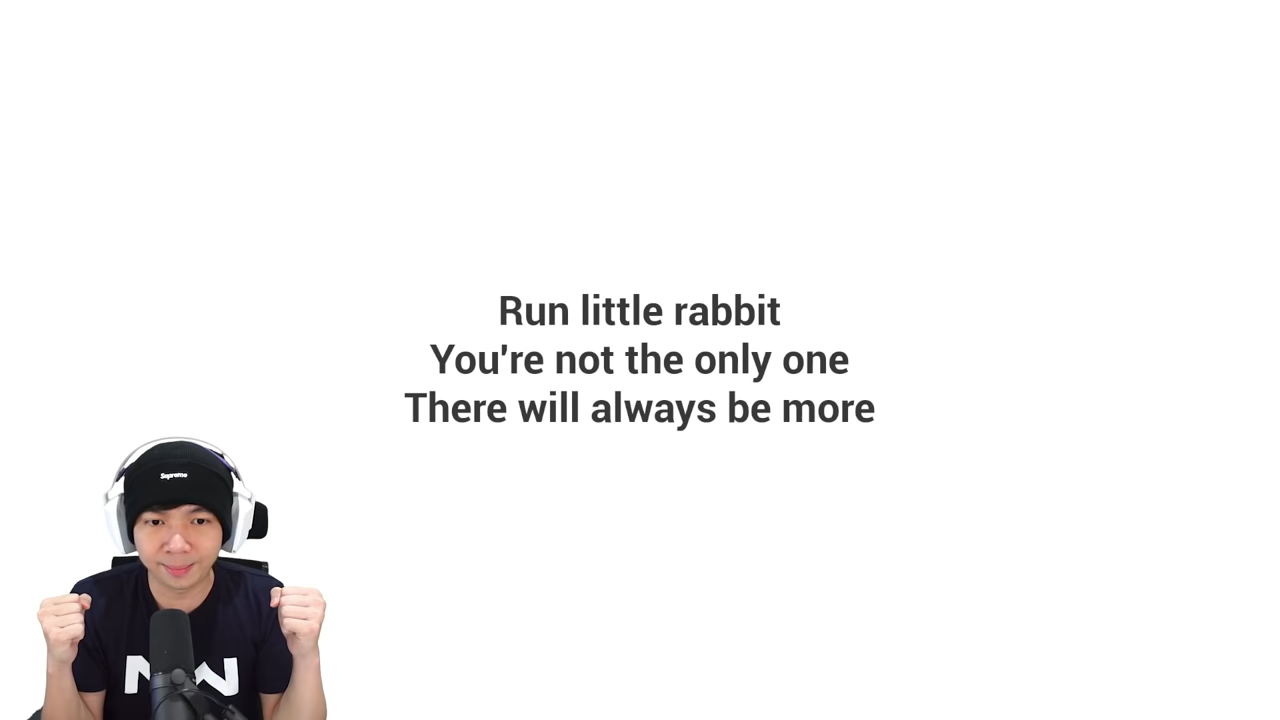 Run little rabbit
You're not the only one
There will always be more
Supreme